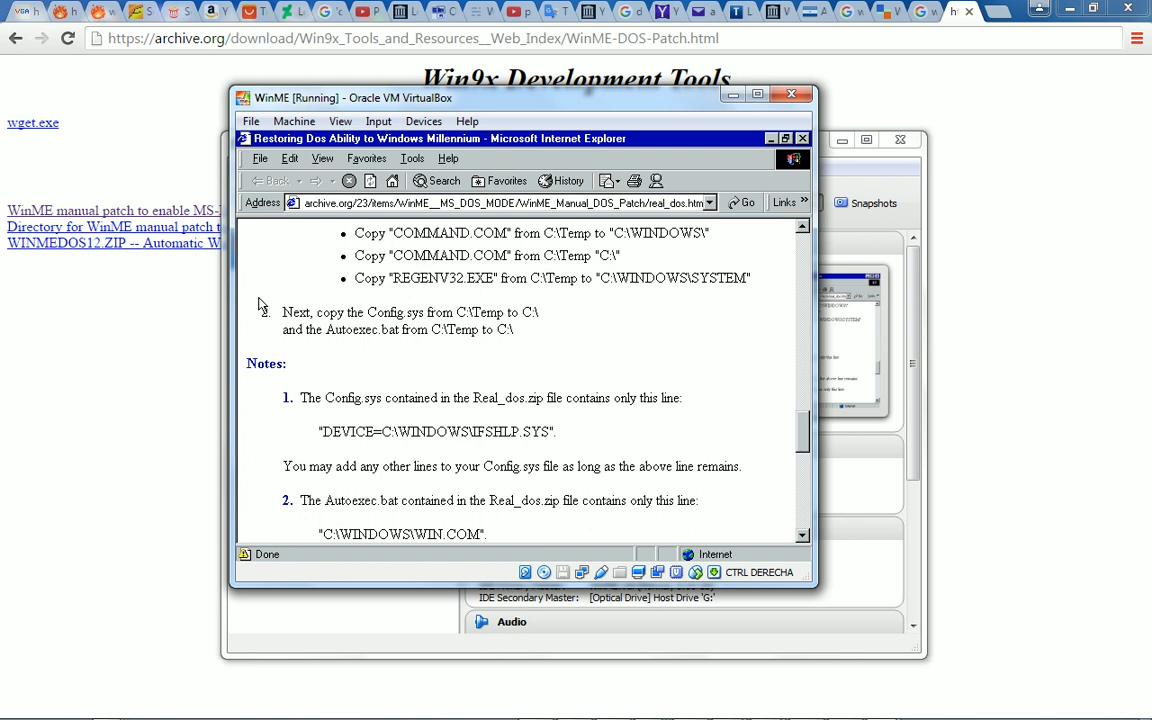 VGA h
h
w
S
S
Y
T
L
'c
P
L
C
W
p
T
Y
d
Y
a
L
V
A
w
V
w
h
https://archive.org/download/Win9x_Tools_and_Resources__Web_Index/WinME-DOS-Patch.html
Win9x Development Tools
wget.exe
WinME manual patch to enable MS-
Directory for WinME manual patch t
WINMEDOS12.ZIP -- Automatic W
WinME [Running] - Oracle VM VirtualBox
File Machine View Input Devices Help
Restoring Dos Ability to Windows Millennium - Microsoft Internet Explorer
File Edit View Favorites Tools Help
Back Search Favorites History
Address archive.org/23/items/WinME__MS_DOS_MODE/WinME_Manual_DOS_Patch/real_dos.htm Go Links »
Snapshots
• Copy "COMMAND.COM" from C:\Temp to "C:\WINDOWS\"
• Copy "COMMAND.COM" from C:\Temp "C:\"
• Copy "REGENV32.EXE" from C:\Temp to "C:\WINDOWS\SYSTEM"
2. Next, copy the Config.sys from C:\Temp to C:\
and the Autoexec.bat from C:\Temp to C:\
Notes:
1. The Config.sys contained in the Real_dos.zip file contains only this line:
"DEVICE=C:\WINDOWS\IFSHLP.SYS".
You may add any other lines to your Config.sys file as long as the above line remains.
2. The Autoexec.bat contained in the Real_dos.zip file contains only this line:
"C:\WINDOWS\WIN.COM".
Done Internet
CTRL DERECHA
IDE Secondary Master: [Optical Drive] Host Drive 'G:'
Audio